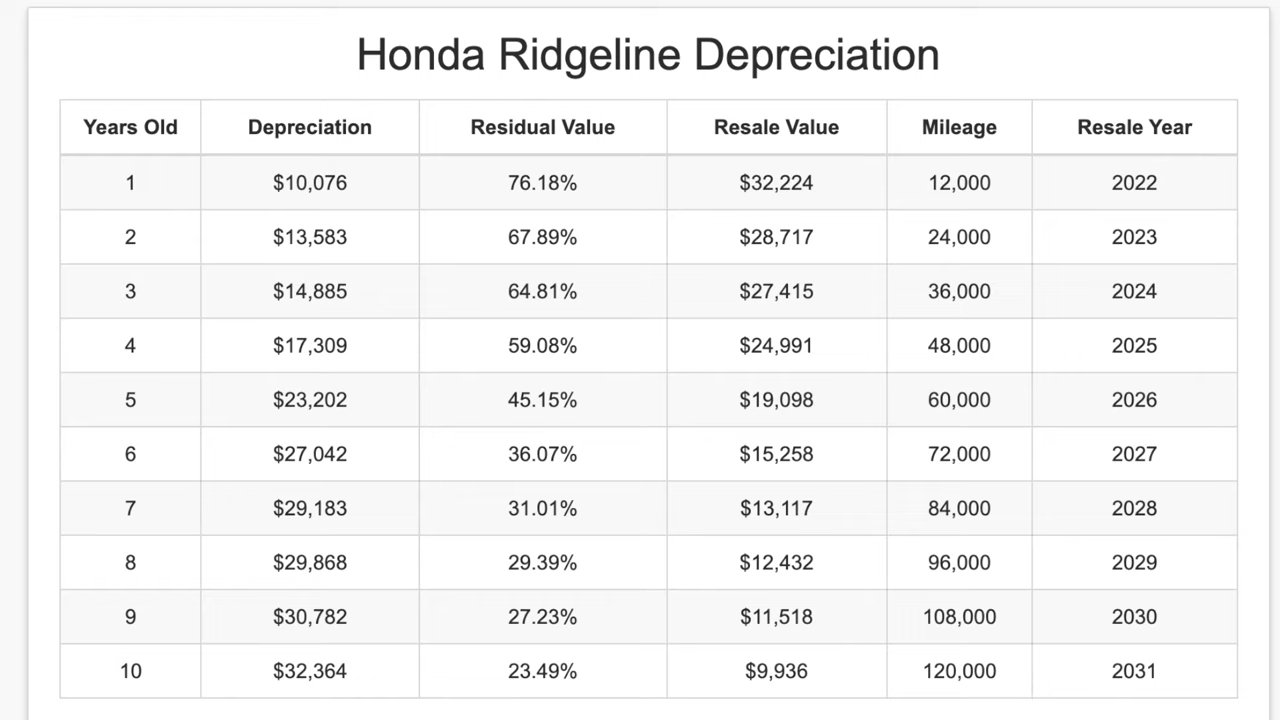 Honda Ridgeline Depreciation
Years Old Depreciation Residual Value Resale Value Mileage Resale Year
1 $10,076 76.18% $32,224 12,000 2022
2 $13,583 67.89% $28,717 24,000 2023
3 $14,885 64.81% $27,415 36,000 2024
4 $17,309 59.08% $24,991 48,000 2025
5 $23,202 45.15% $19,098 60,000 2026
6 $27,042 36.07% $15,258 72,000 2027
7 $29,183 31.01% $13,117 84,000 2028
8 $29,868 29.39% $12,432 96,000 2029
9 $30,782 27.23% $11,518 108,000 2030
10 $32,364 23.49% $9,936 120,000 2031